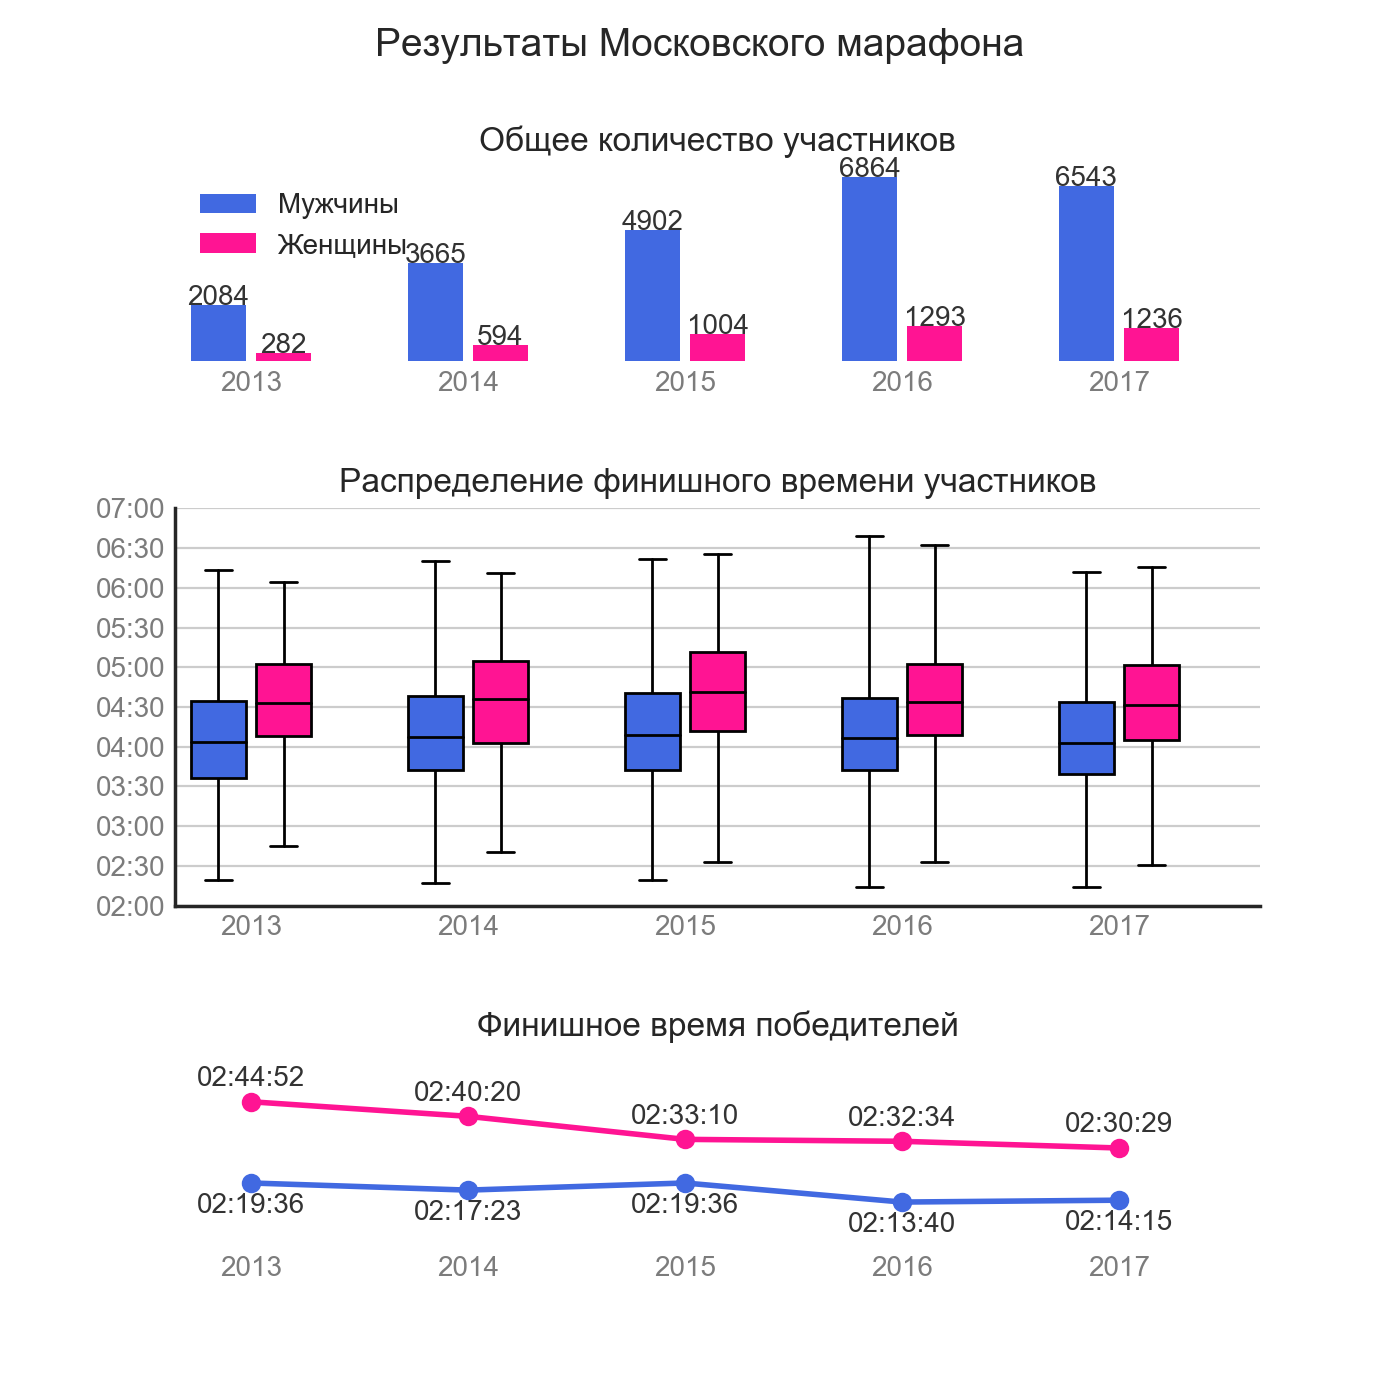 Результаты Московского марафона
Общее количество участников
Мужчины
Женщины
2084
282
3665
594
4902
1004
6864
1293
6543
1236
2013 2014 2015 2016 2017
Распределение финишного времени участников
07:00
06:30
06:00
05:30
05:00
04:30
04:00
03:30
03:00
02:30
02:00
2013 2014 2015 2016 2017
Финишное время победителей
02:44:52 02:40:20 02:33:10 02:32:34 02:30:29
02:19:36 02:17:23 02:19:36 02:13:40 02:14:15
2013 2014 2015 2016 2017